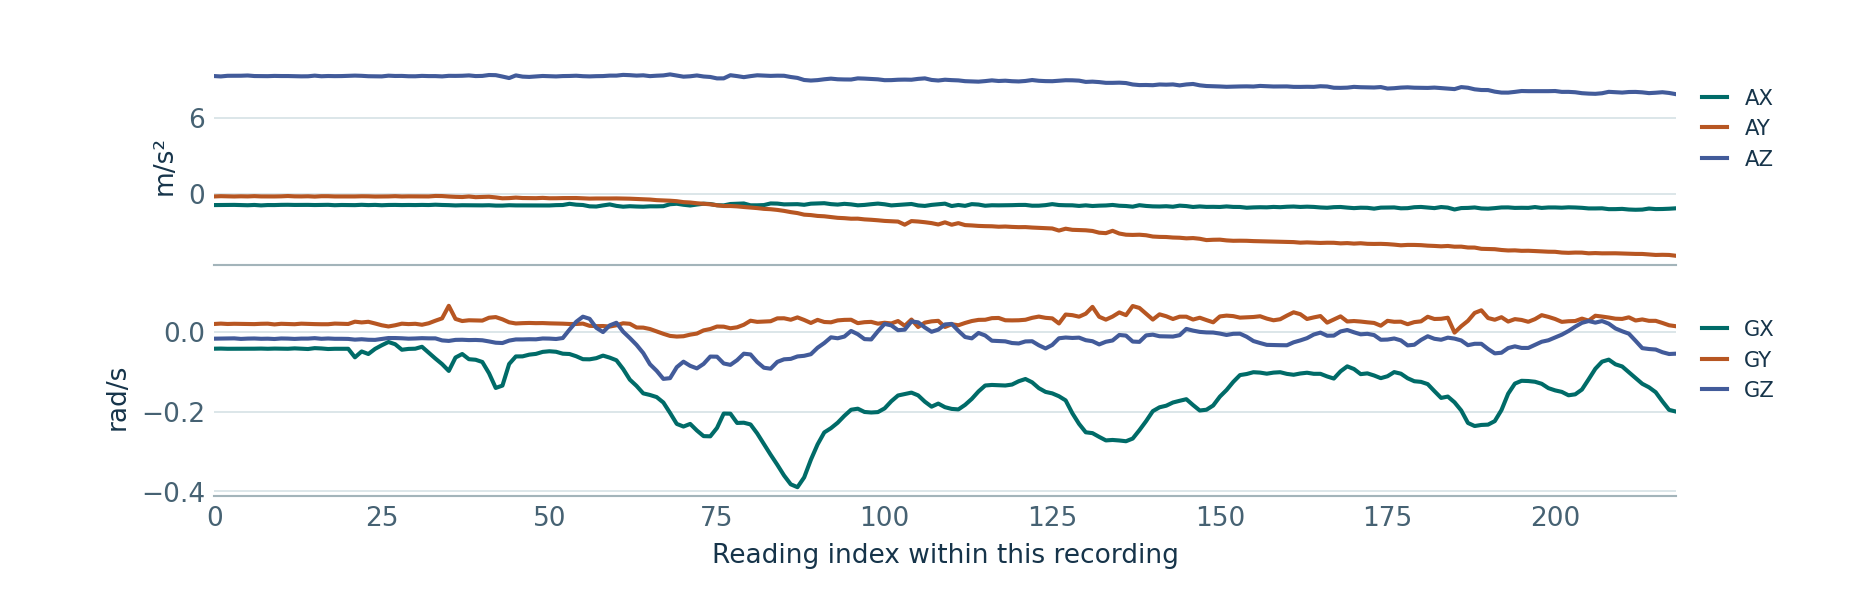 6
0
m/s²
AX
AY
AZ
0.0
−0.2
−0.4
rad/s
GX
GY
GZ
0 25 50 75 100 125 150 175 200
Reading index within this recording